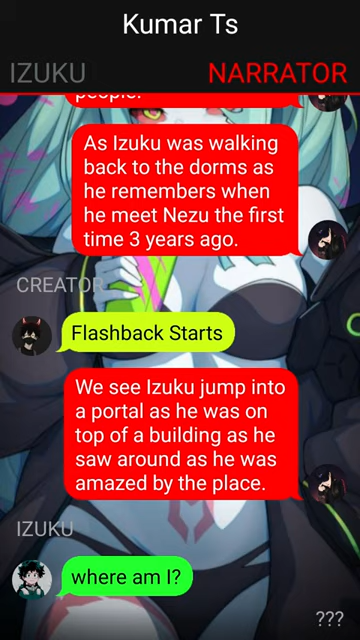 Kumar Ts
IZUKU NARRATOR
people.
As Izuku was walking
back to the dorms as
he remembers when
he meet Nezu the first
time 3 years ago.
CREATOR
Flashback Starts
We see Izuku jump into
a portal as he was on
top of a building as he
saw around as he was
amazed by the place.
IZUKU
where am I?
???